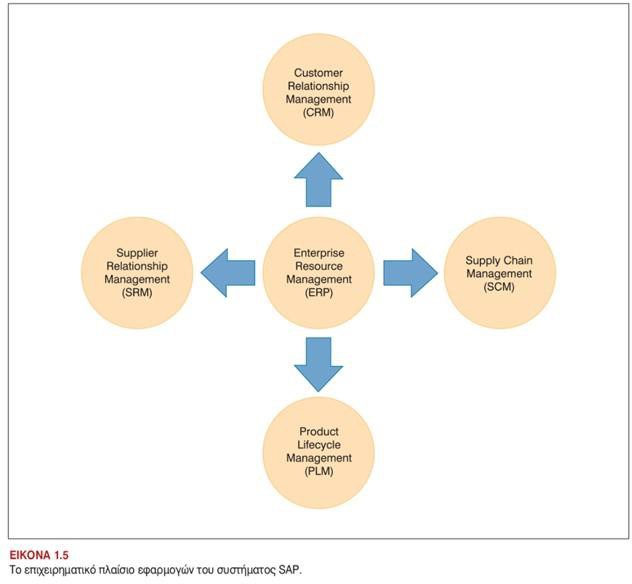 Customer
Relationship
Management
(CRM)
Supplier
Relationship
Management
(SRM)
Enterprise
Resource
Management
(ERP)
Supply Chain
Management
(SCM)
Product
Lifecycle
Management
(PLM)
ΕΙΚΟΝΑ 1.5
Το επιχειρηματικό πλαίσιο εφαρμογών του συστήματος SAP.